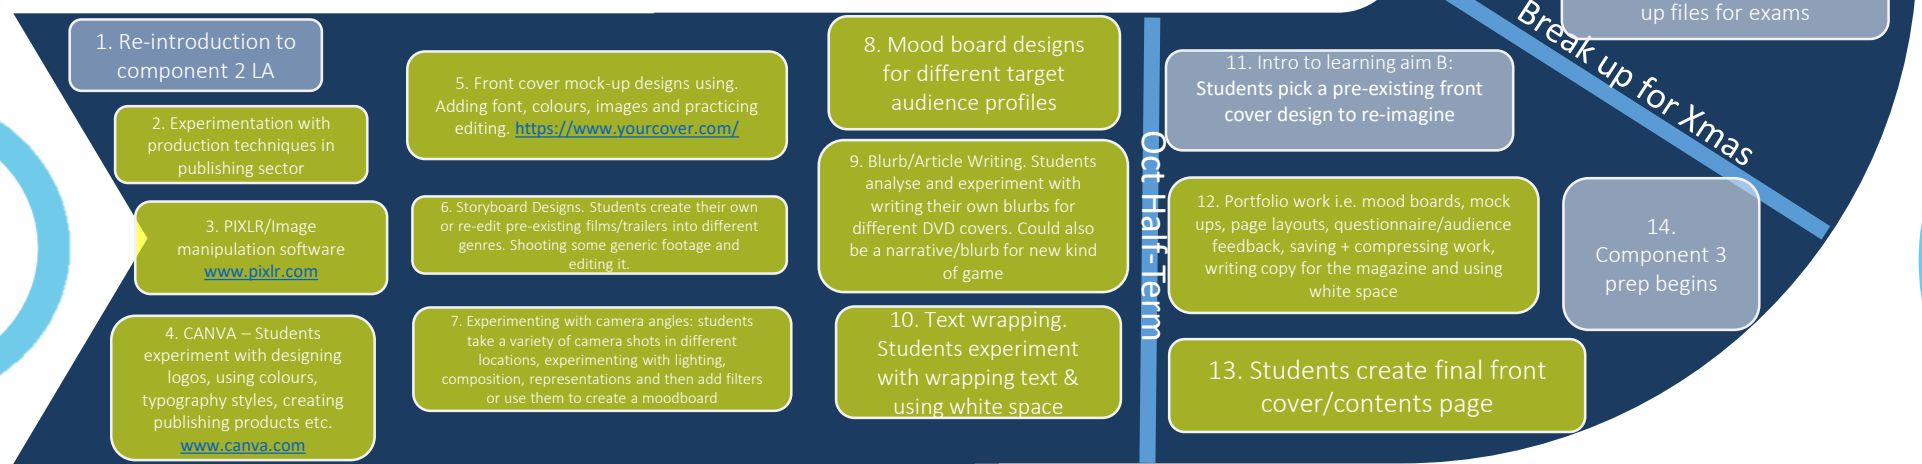 1. Re-introduction to
component 2 LA
2. Experimentation with
production techniques in
publishing sector
3. PIXLR/Image
manipulation software
www.pixlr.com
4. CANVA – Students
experiment with designing
logos, using colours,
typography styles, creating
publishing products etc.
www.canva.com
5. Front cover mock-up designs using.
Adding font, colours, images and practicing
editing. https://www.yourcover.com/
6. Storyboard Designs. Students create their own
or re-edit pre-existing films/trailers into different
genres. Shooting some generic footage and
editing it.
7. Experimenting with camera angles: students
take a variety of camera shots in different
locations, experimenting with lighting,
composition, representations and then add filters
or use them to create a moodboard
8. Mood board designs
for different target
audience profiles
9. Blurb/Article Writing. Students
analyse and experiment with
writing their own blurbs for
different DVD covers. Could also
be a narrative/blurb for new kind
of game
10. Text wrapping.
Students experiment
with wrapping text &
using white space
Oct Half-Term
11. Intro to learning aim B:
Students pick a pre-existing front
cover design to re-imagine
12. Portfolio work i.e. mood boards, mock
ups, page layouts, questionnaire/audience
feedback, saving + compressing work,
writing copy for the magazine and using
white space
13. Students create final front
cover/contents page
Break up for Xmas
up files for exams
14.
Component 3
prep begins